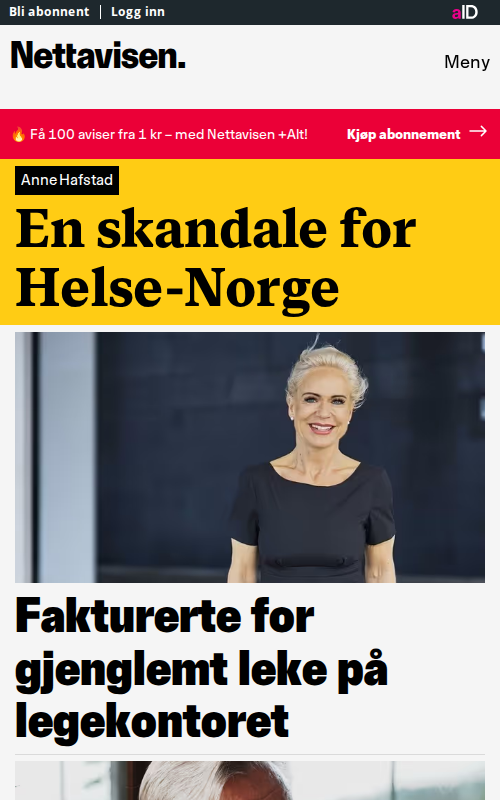 Bli abonnent | Logg inn
aID
Nettavisen.
Meny
🔥 Få 100 aviser fra 1 kr – med Nettavisen +Alt!
Kjøp abonnement →
Anne Hafstad
En skandale for
Helse-Norge
Fakturerte for
gjenglemt leke på
legekontoret